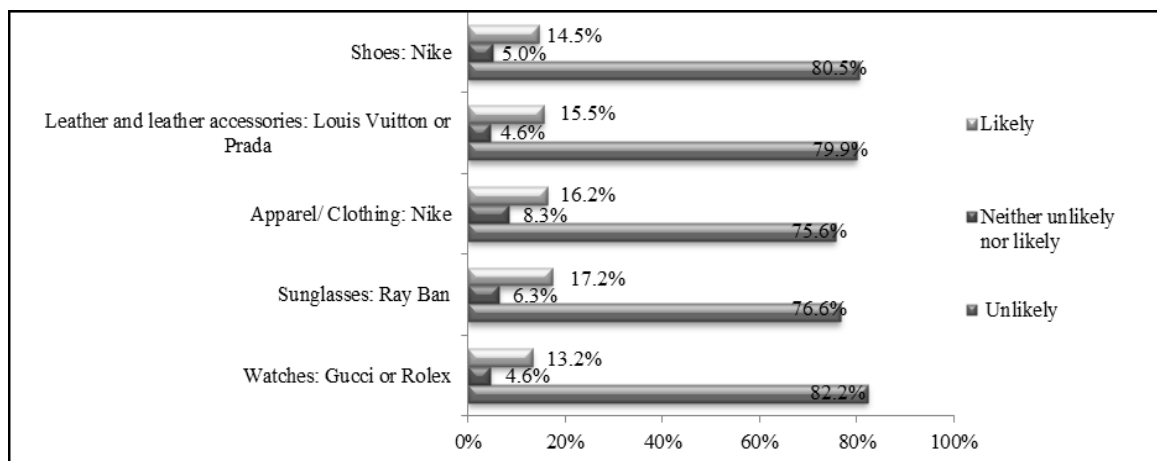 Shoes: Nike
14.5%
5.0%
80.5%
Leather and leather accessories: Louis Vuitton or
Prada
15.5%
4.6%
79.9%
Apparel/ Clothing: Nike
16.2%
8.3%
75.6%
Sunglasses: Ray Ban
17.2%
6.3%
76.6%
Watches: Gucci or Rolex
13.2%
4.6%
82.2%
0%
20%
40%
60%
80%
100%
Likely
Neither unlikely
nor likely
Unlikely